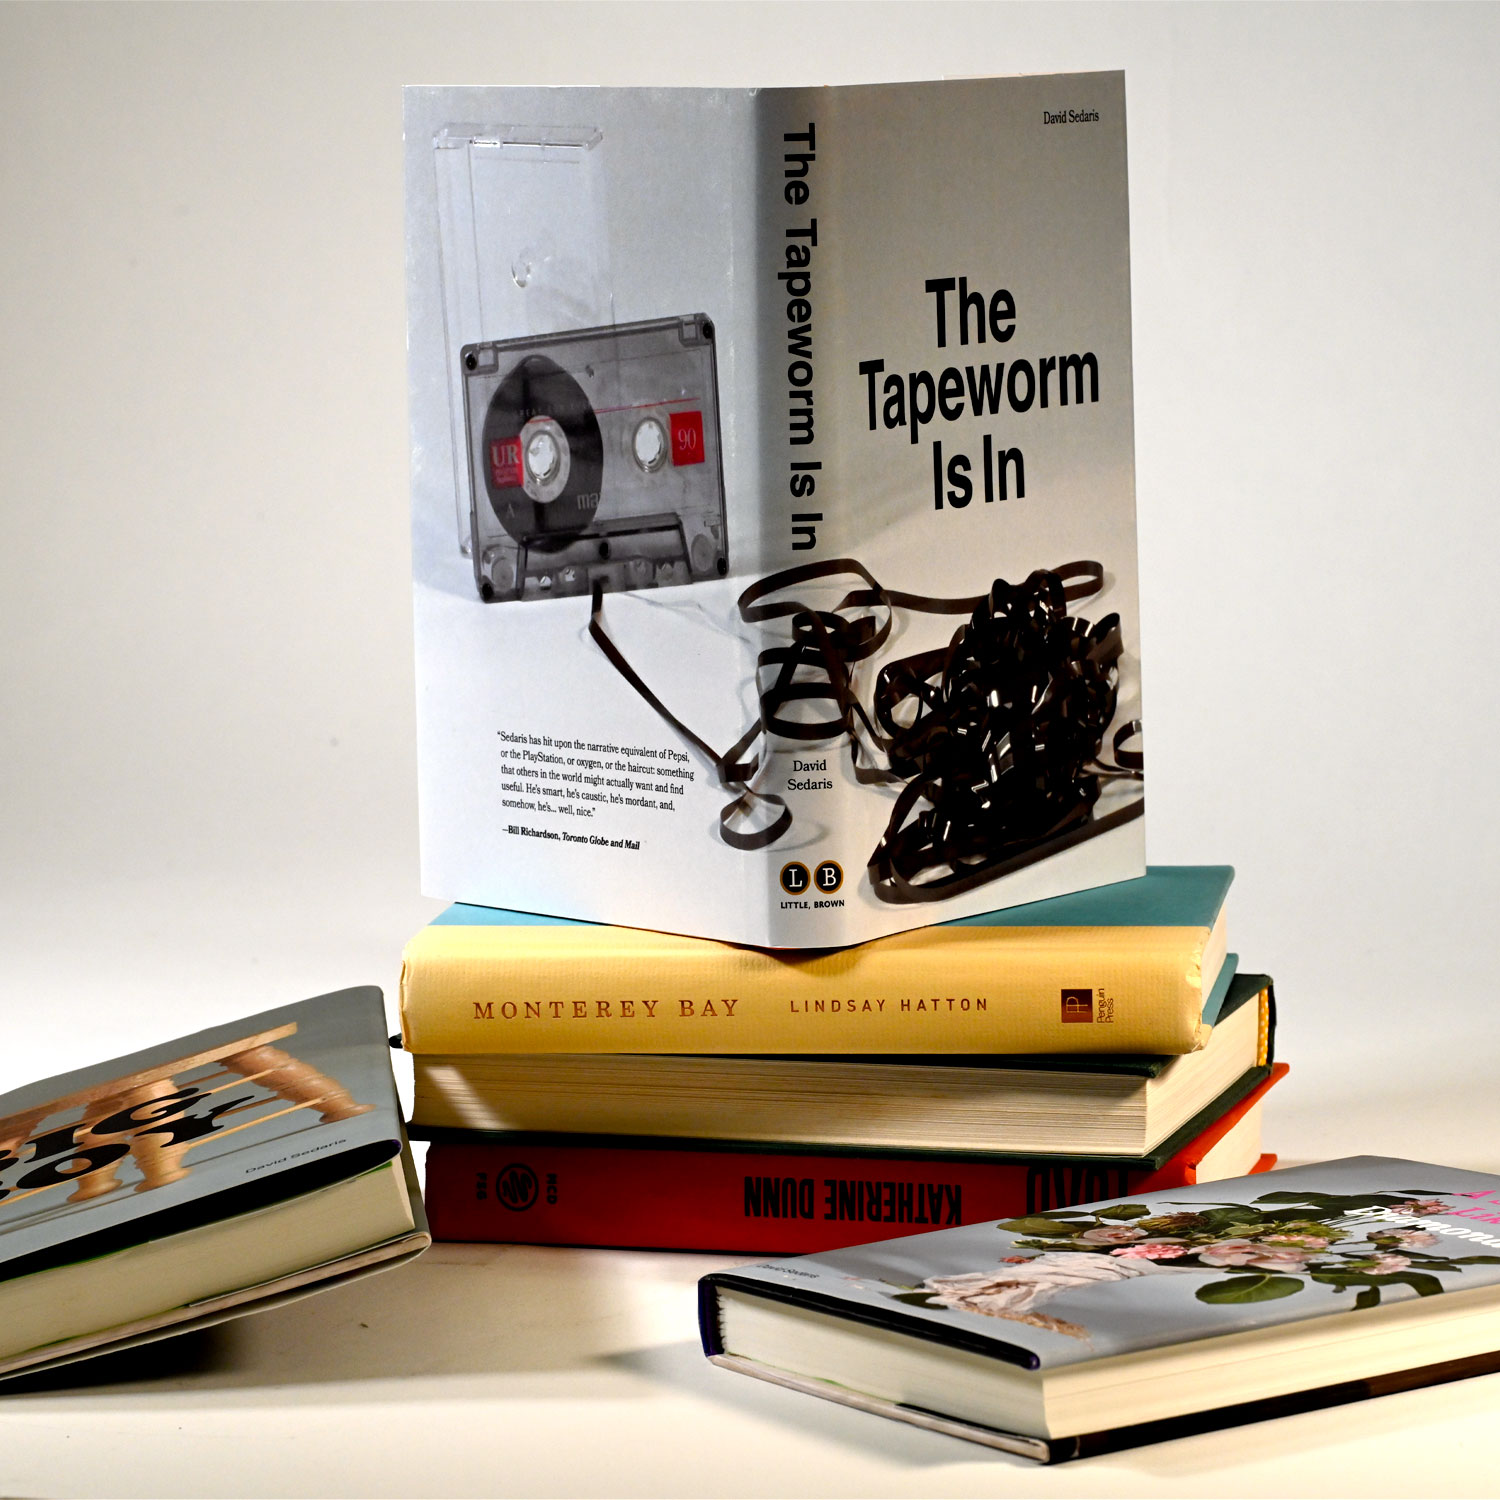 David Sedaris
The
Tapeworm
Is In
The Tapeworm Is In
David
Sedaris
L B
LITTLE, BROWN
UR
90
A
"Sedaris has hit upon the narrative equivalent of Pepsi,
or the PlayStation, or oxygen, or the haircut: something
that others in the world might actually want and find
useful. He's smart, he's caustic, he's mordant, and,
somehow, he's... well, nice."
—Bill Richardson, Toronto Globe and Mail
MONTEREY BAY LINDSAY HATTON
P
Penguin
Press
KATHERINE DUNN
David Sedaris
David Sedaris